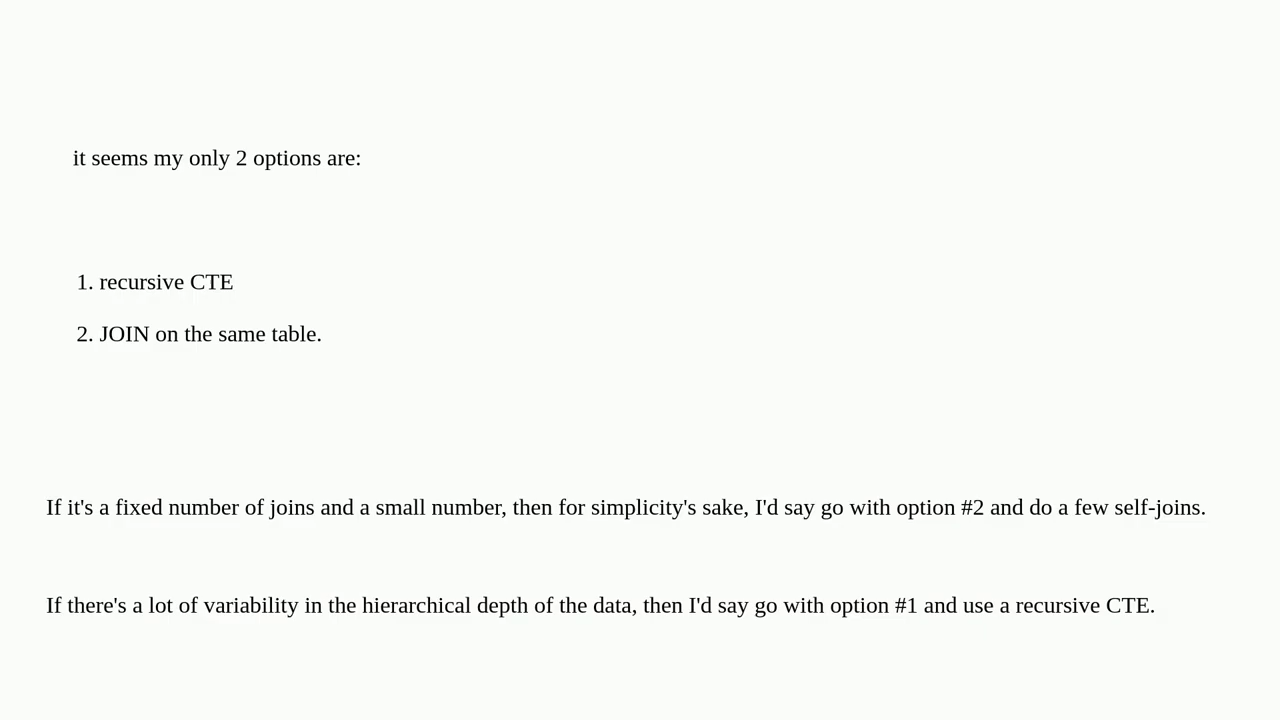 it seems my only 2 options are:
1. recursive CTE
2. JOIN on the same table.
If it's a fixed number of joins and a small number, then for simplicity's sake, I'd say go with option #2 and do a few self-joins.
If there's a lot of variability in the hierarchical depth of the data, then I'd say go with option #1 and use a recursive CTE.